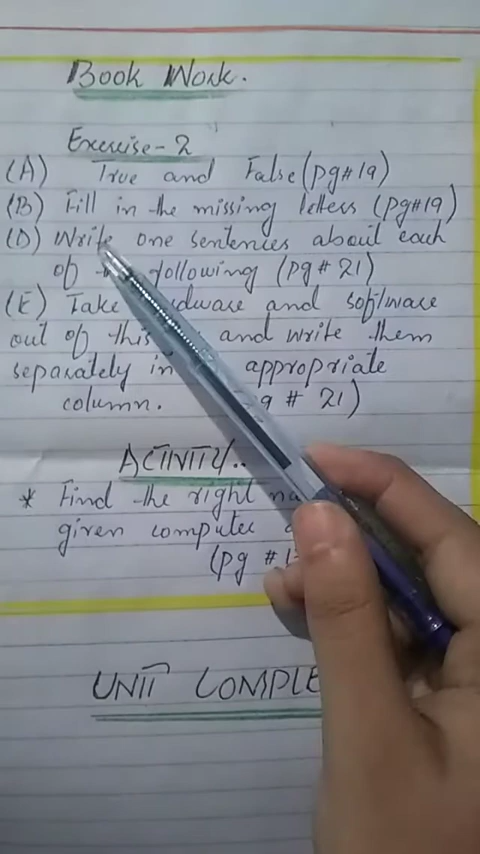 Book Work.
Exercise-2
(A) True and False (pg#19)
(B) Fill in the missing letters (pg#19)
(D) Write one sentences about each
of following (pg # 21)
(E) Take and software
out of this and write them
separately in appropriate
column. # 21)
ACTIVITY..
* Find the right
given computer
(pg #
UNIT